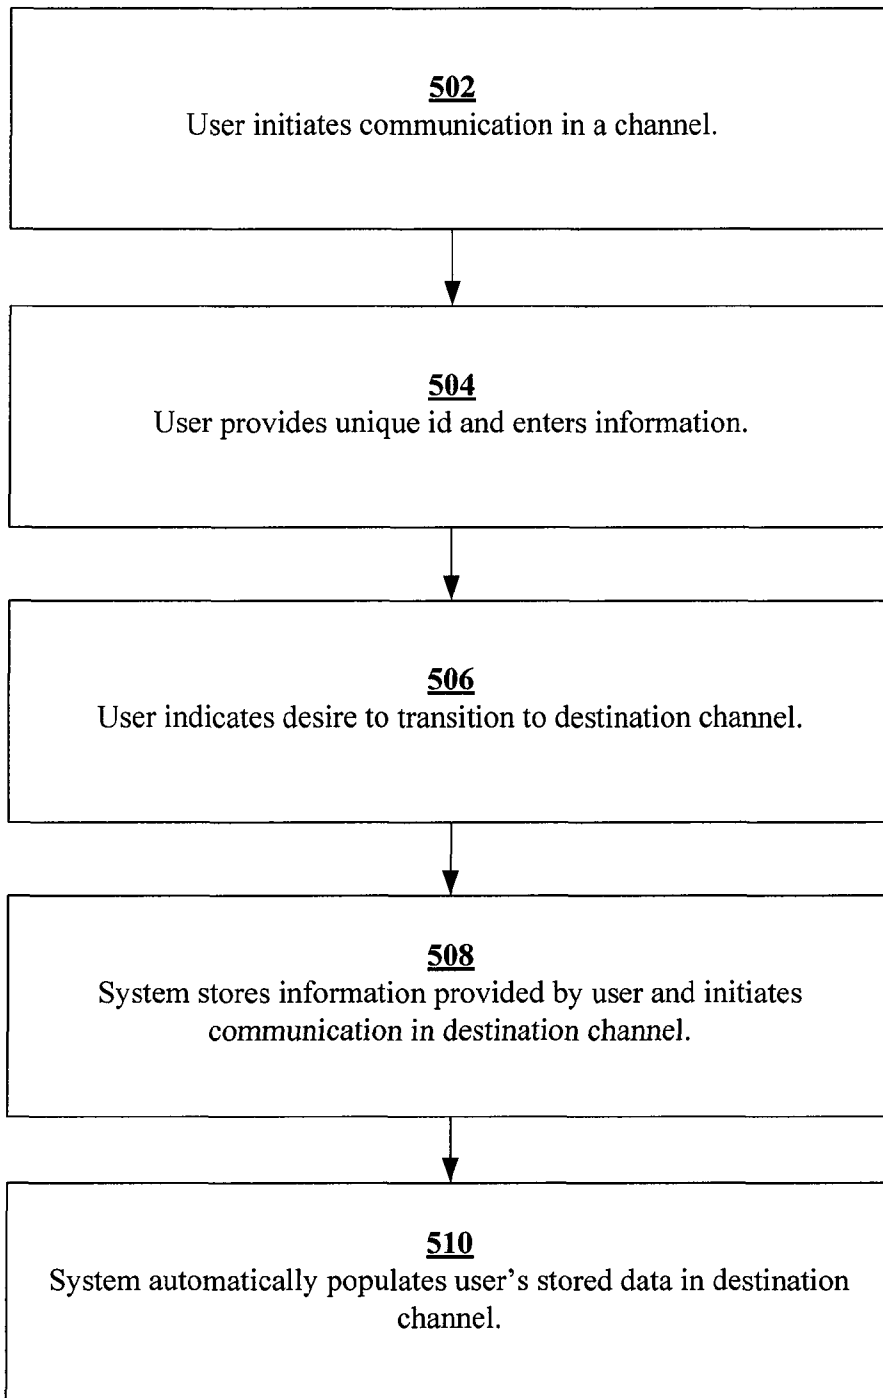 502
User initiates communication in a channel.
504
User provides unique id and enters information.
506
User indicates desire to transition to destination channel.
508
System stores information provided by user and initiates
communication in destination channel.
510
System automatically populates user's stored data in destination
channel.